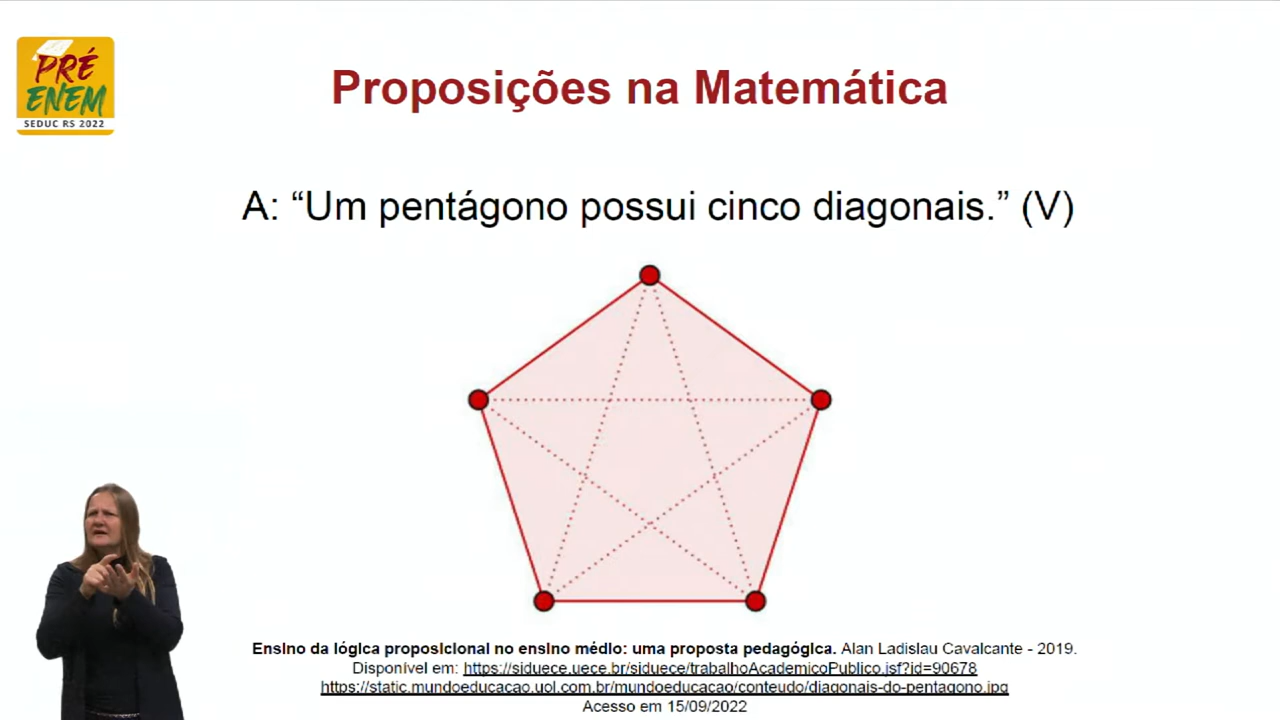 PRÉ
ENEM
SEDUC RS 2022
Proposições na Matemática
A: “Um pentágono possui cinco diagonais.” (V)
Ensino da lógica proposicional no ensino médio: uma proposta pedagógica. Alan Ladislau Cavalcante - 2019.
Disponível em: https://siduece.uece.br/siduece/trabalhoAcademicoPublico.jsf?id=90678
https://static.mundoeducacao.uol.com.br/mundoeducacao/conteudo/diagonais-do-pentagono.jpg
Acesso em 15/09/2022